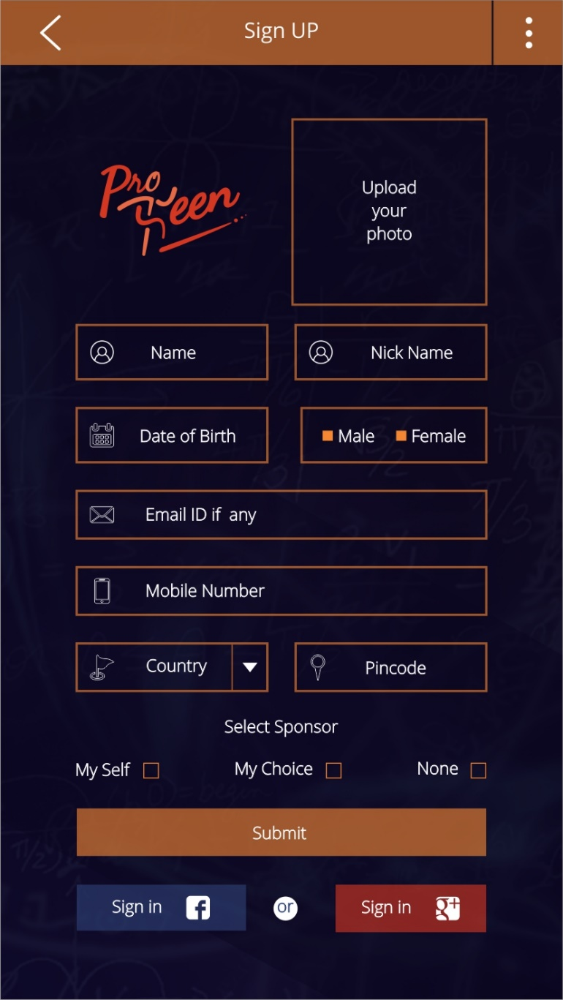 Sign UP
Pro
Teen
Upload
your
photo
Name
Nick Name
Date of Birth
Male
Female
Email ID if any
Mobile Number
Country
Pincode
Select Sponsor
My Self
My Choice
None
Submit
Sign in f
or
Sign in g+